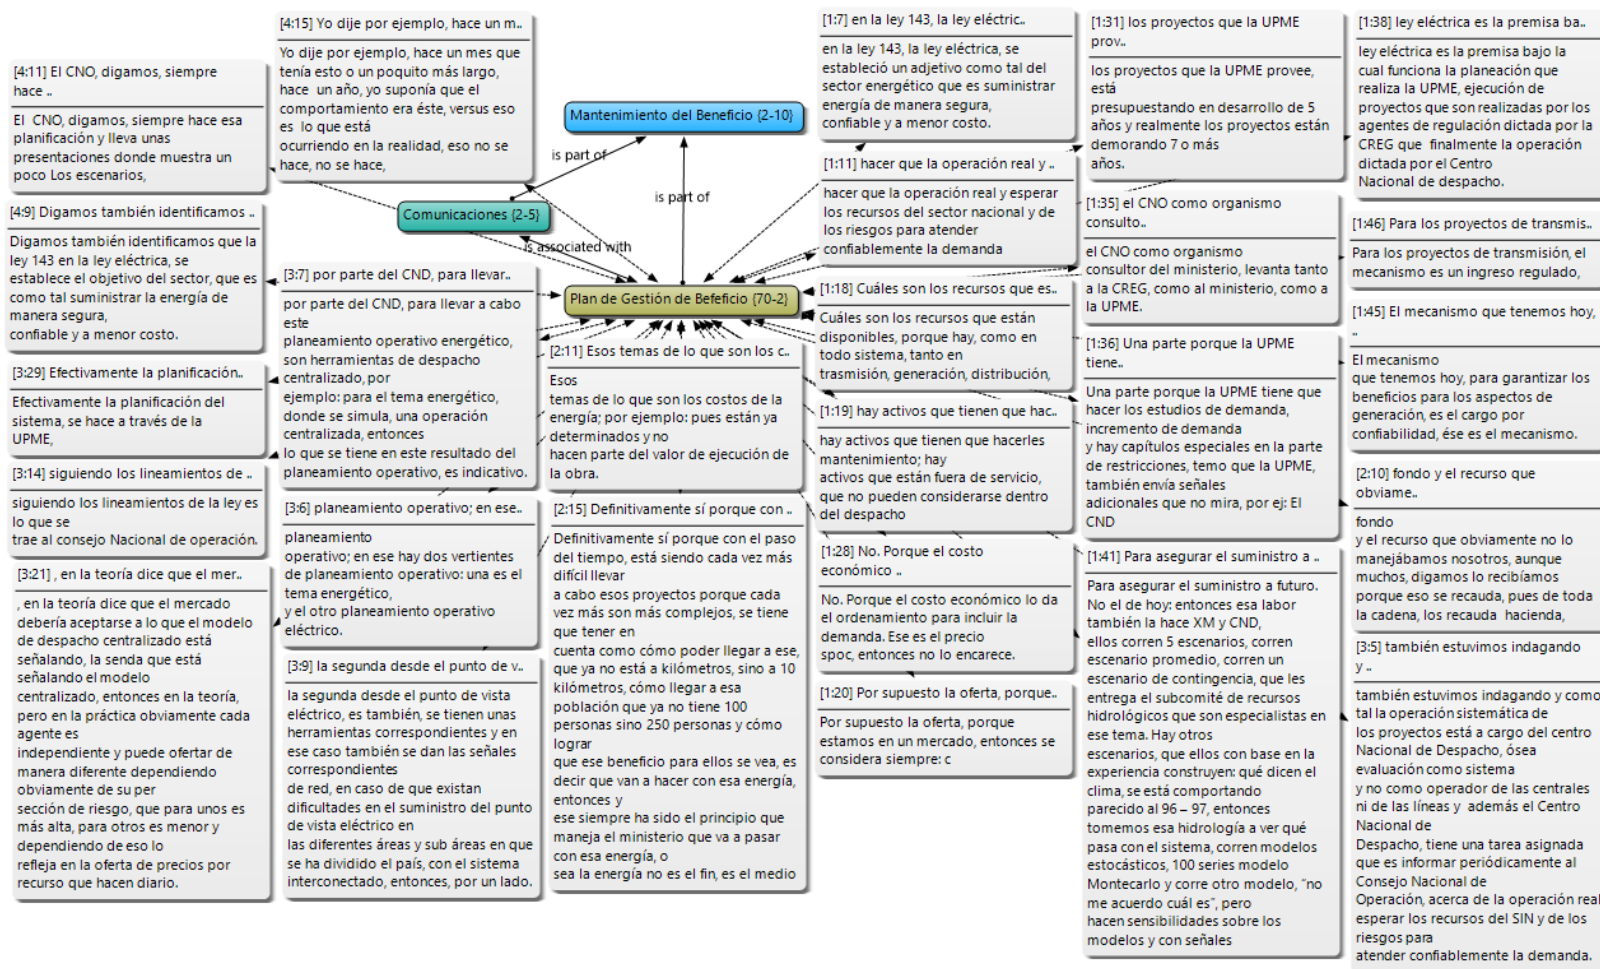 [4:11] El CNO, digamos, siempre
hace ..
El  CNO, digamos, siempre hace esa
planificación y lleva unas
presentaciones donde muestra un
poco Los escenarios,
[4:9] Digamos también identificamos ..
Digamos también identificamos que la
ley 143 en la ley eléctrica, se
establece el objetivo del sector, que es
como tal suministrar la energía de
manera segura,
confiable y a menor costo.
[3:29] Efectivamente la planificación..
Efectivamente la planificación del
sistema, se hace a través de la
UPME,
[3:14] siguiendo los lineamientos de ..
siguiendo los lineamientos de la ley es
lo que se
trae al consejo Nacional de operación.
[3:21] , en la teoría dice que el mer..
, en la teoría dice que el mercado
debería aceptarse a lo que el modelo
de despacho centralizado está
señalando, la senda que está
señalando el modelo
centralizado, entonces en la teoría,
pero en la práctica obviamente cada
agente es
independiente y puede ofertar de
manera diferente dependiendo
obviamente de su per
sección de riesgo, que para unos es
más alta, para otros es menor y
dependiendo de eso lo
refleja en la oferta de precios por
recurso que hacen diario.
[4:15] Yo dije por ejemplo, hace un m..
Yo dije por ejemplo, hace un mes que
tenía esto o un poquito más largo,
hace  un año, yo suponía que el
comportamiento era éste, versus eso
es  lo que está
ocurriendo en la realidad, eso no se
hace, no se hace,
[3:7] por parte del CND, para llevar..
por parte del CND, para llevar a cabo
este
planeamiento operativo energético,
son herramientas de despacho
centralizado, por
ejemplo: para el tema energético,
donde se simula, una operación
centralizada, entonces
lo que se tiene en este resultado del
planeamiento operativo, es indicativo.
[3:6] planeamiento operativo; en ese..
planeamiento
operativo; en ese hay dos vertientes
de planeamiento operativo: una es el
tema energético,
y el otro planeamiento operativo
eléctrico.
[3:9] la segunda desde el punto de v..
la segunda desde el punto de vista
eléctrico, es también, se tienen unas
herramientas correspondientes y en
ese caso también se dan las señales
correspondientes
de red, en caso de que existan
dificultades en el suministro del punto
de vista eléctrico en
las diferentes áreas y sub áreas en que
se ha dividido el país, con el sistema
interconectado, entonces, por un lado.
Mantenimiento del Beneficio {2-10}
is part of
is part of
Comunicaciones {2-5}
is associated with
Plan de Gestión de Befeficio {70-2}
[2:11] Esos temas de lo que son los c..
Esos
temas de lo que son los costos de la
energía; por ejemplo: pues están ya
determinados y no
hacen parte del valor de ejecución de
la obra.
[2:15] Definitivamente sí porque con ..
Definitivamente sí porque con el paso
del tiempo, está siendo cada vez más
difícil llevar
a cabo esos proyectos porque cada
vez más son más complejos, se tiene
que tener en
cuenta como cómo poder llegar a ese,
que ya no está a kilómetros, sino a 10
kilómetros, cómo llegar a esa
población que ya no tiene 100
personas sino 250 personas y cómo
lograr
que ese beneficio para ellos se vea, es
decir que van a hacer con esa energía,
entonces y
ese siempre ha sido el principio que
maneja el ministerio que va a pasar
con esa energía, o
sea la energía no es el fin, es el medio
[1:7] en la ley 143, la ley eléctric..
en la ley 143, la ley eléctrica, se
estableció un adjetivo como tal del
sector energético que es suministrar
energía de manera segura,
confiable y a menor costo.
[1:11] hacer que la operación real y ..
hacer que la operación real y esperar
los recursos del sector nacional y de
los riesgos para atender
confiablemente la demanda
[1:18] Cuáles son los recursos que es..
Cuáles son los recursos que están
disponibles, porque hay, como en
todo sistema, tanto en
trasmisión, generación, distribución,
[1:19] hay activos que tienen que hac..
hay activos que tienen que hacerles
mantenimiento; hay
activos que están fuera de servicio,
que no pueden considerarse dentro
del despacho
[1:28] No. Porque el costo
económico ..
No. Porque el costo económico lo da
el ordenamiento para incluir la
demanda. Ese es el precio
spoc, entonces no lo encarece.
[1:20] Por supuesto la oferta, porque..
Por supuesto la oferta, porque
estamos en un mercado, entonces se
considera siempre: c
[1:31] los proyectos que la UPME
prov..
los proyectos que la UPME provee,
está
presupuestando en desarrollo de 5
años y realmente los proyectos están
demorando 7 o más
años.
[1:35] el CNO como organismo
consulto..
el CNO como organismo
consultor del ministerio, levanta tanto
a la CREG, como al ministerio, como a
la UPME.
[1:36] Una parte porque la UPME
tiene..
Una parte porque la UPME tiene que
hacer los estudios de demanda,
incremento de demanda
y hay capítulos especiales en la parte
de restricciones, temo que la UPME,
también envía señales
adicionales que no mira, por ej: El
CND
[1:41] Para asegurar el suministro a ..
Para asegurar el suministro a futuro.
No el de hoy: entonces esa labor
también la hace XM y CND,
ellos corren 5 escenarios, corren
escenario promedio, corren un
escenario de contingencia, que les
entrega el subcomité de recursos
hidrológicos que son especialistas en
ese tema. Hay otros
escenarios, que ellos con base en la
experiencia construyen: qué dicen el
clima, se está comportando
parecido al 96 – 97, entonces
tomemos esa hidrología a ver qué
pasa con el sistema, corren modelos
estocásticos, 100 series modelo
Montecarlo y corre otro modelo, "no
me acuerdo cuál es", pero
hacen sensibilidades sobre los
modelos y con señales
[1:38] ley eléctrica es la premisa ba..
ley eléctrica es la premisa bajo la
cual funciona la planeación que
realiza la UPME, ejecución de
proyectos que son realizadas por los
agentes de regulación dictada por la
CREG que  finalmente la operación
dictada por el Centro
Nacional de despacho.
[1:46] Para los proyectos de transmis..
Para los proyectos de transmisión, el
mecanismo es un ingreso regulado,
[1:45] El mecanismo que tenemos hoy,
..
El mecanismo
que tenemos hoy, para garantizar los
beneficios para los aspectos de
generación, es el cargo por
confiabilidad, ése es el mecanismo.
[2:10] fondo y el recurso que
obviame..
fondo
y el recurso que obviamente no lo
manejábamos nosotros, aunque
muchos, digamos lo recibíamos
porque eso se recauda, pues de toda
la cadena, los recauda  hacienda,
[3:5] también estuvimos indagando
y ..
también estuvimos indagando y como
tal la operación sistemática de
los proyectos está a cargo del centro
Nacional de Despacho, ósea
evaluación como sistema
y no como operador de las centrales
ni de las líneas y  además el Centro
Nacional de
Despacho, tiene una tarea asignada
que es informar periódicamente al
Consejo Nacional de
Operación, acerca de la operación real
esperar los recursos del SIN y de los
riesgos para
atender confiablemente la demanda.